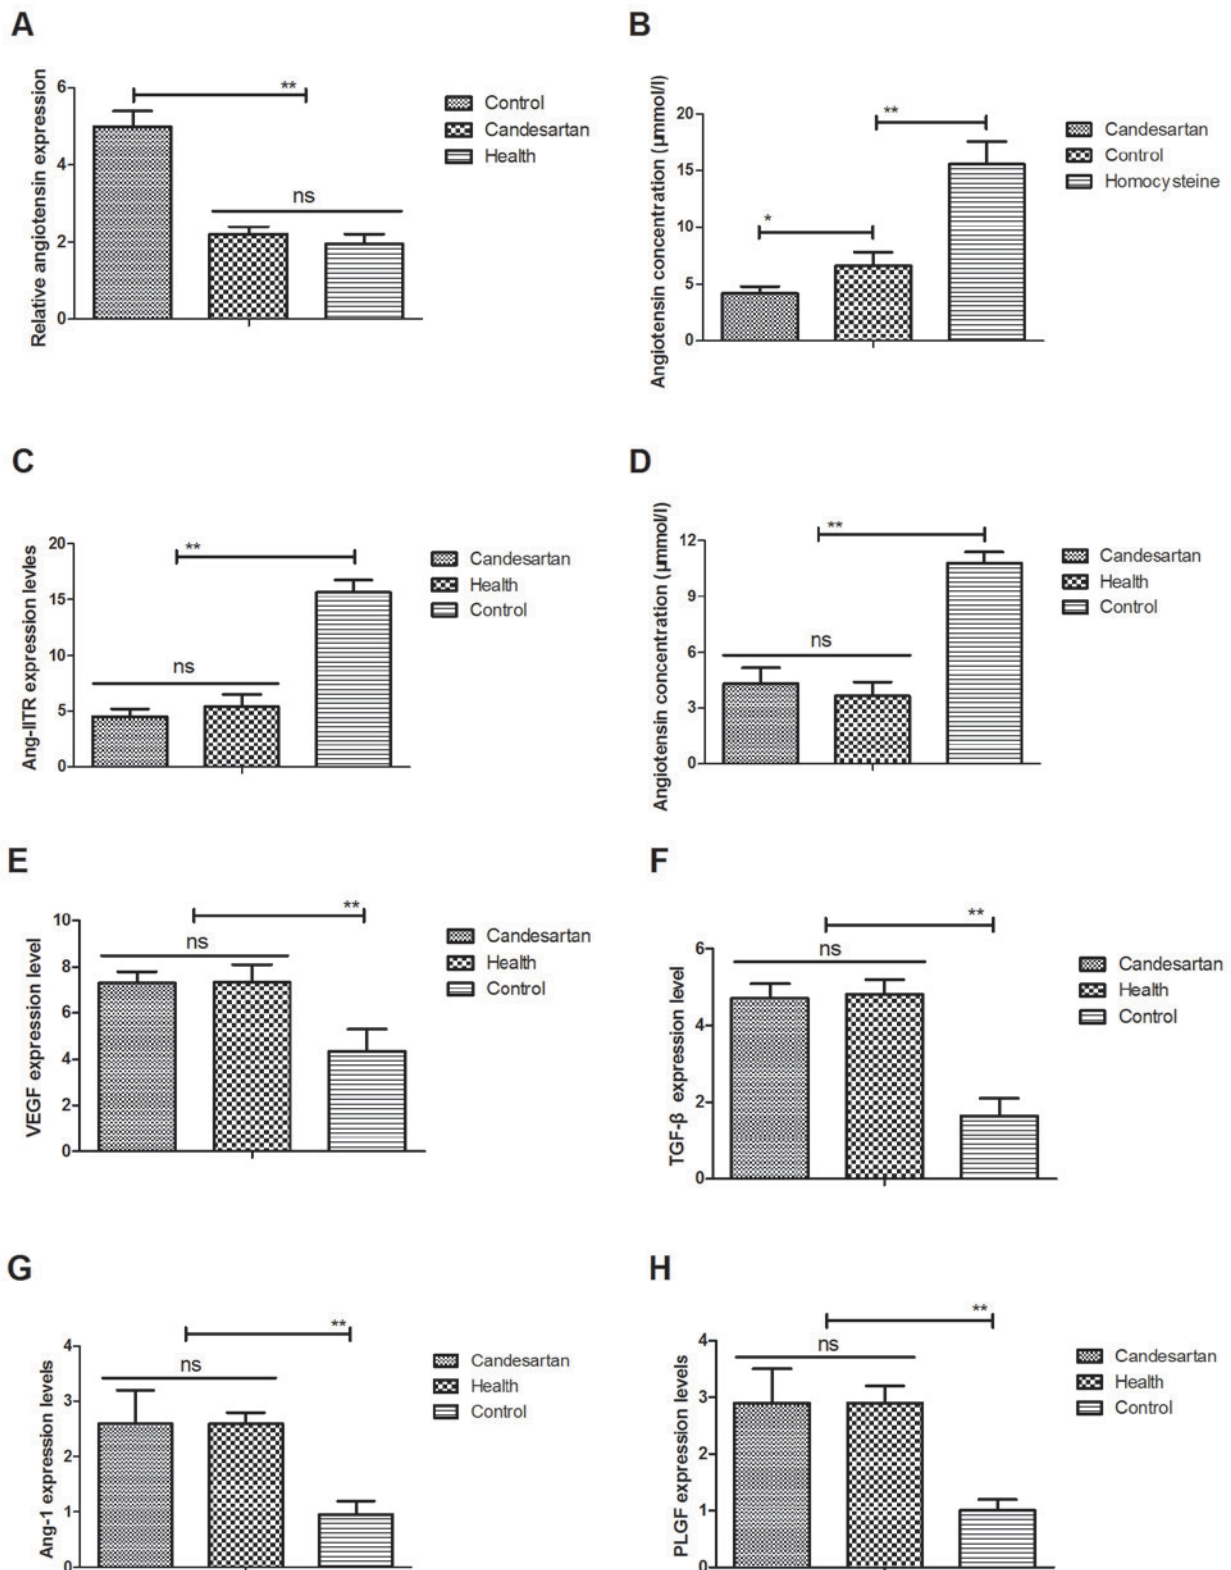 A
Relative angiotensin expression
6
4
2
0
**
ns
Control
Candesartan
Health
B
Angiotensin concentration (µmmol/l)
20
15
10
5
0
*
**
Candesartan
Control
Homocysteine
C
Ang-IITR expression levles
20
15
10
5
0
ns
**
Candesartan
Health
Control
D
Angiotensin concentration (µmmol/l)
12
9
6
3
0
ns
**
Candesartan
Health
Control
E
VEGF expression level
10
8
6
4
2
0
ns
**
Candesartan
Health
Control
F
TGF-β expression level
6
4
2
0
ns
**
Candesartan
Health
Control
G
Ang-1 expression levels
4
3
2
1
0
ns
**
Candesartan
Health
Control
H
PLGF expression levels
4
3
2
1
0
ns
**
Candesartan
Health
Control